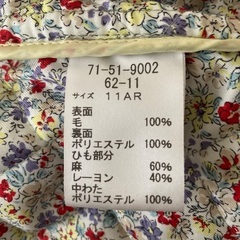 71-51-9002
62-11
サイズ 11AR
表面
毛 100%
裏面
ポリエステル 100%
ひも部分
麻 60%
レーヨン 40%
中わた
ポリエステル 100%